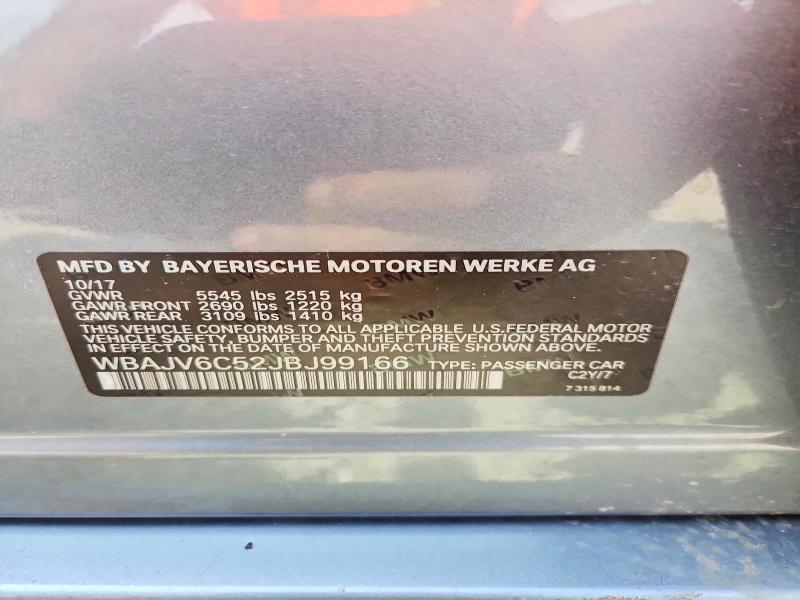 MFD BY BAYERISCHE MOTOREN WERKE AG
10/17
GVWR 5545 lbs 2515 kg
GAWR FRONT 2690 lbs 1220 kg
GAWR REAR 3109 lbs 1410 kg
THIS VEHICLE CONFORMS TO ALL APPLICABLE U.S.FEDERAL MOTOR
VEHICLE SAFETY, BUMPER AND THEFT PREVENTION STANDARDS
IN EFFECT ON THE DATE OF MANUFACTURE SHOWN ABOVE.
WBAJV6C52JBJ99166 TYPE: PASSENGER CAR
C2Y/7
7 315 814